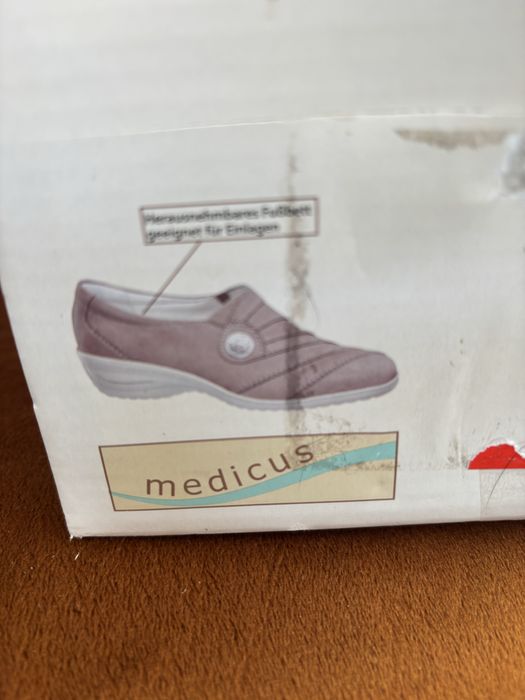 Herausnehmbares Fußbett
geeignet für Einlagen
medicus